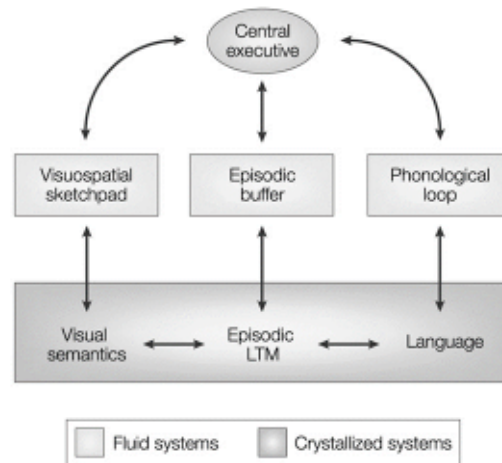 Central
executive
Visuospatial
sketchpad
Episodic
buffer
Phonological
loop
Visual
semantics
Episodic
LTM
Language
Fluid systems
Crystallized systems